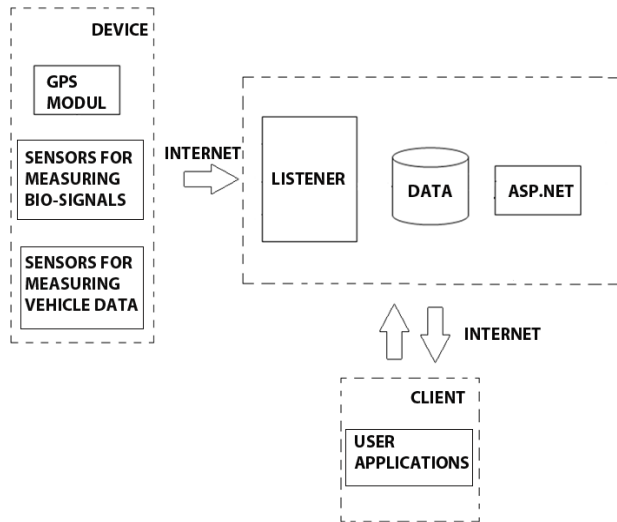 DEVICE
GPS
MODUL
SENSORS FOR
MEASURING
BIO-SIGNALS
SENSORS FOR
MEASURING
VEHICLE DATA
INTERNET
LISTENER
DATA
ASP.NET
INTERNET
CLIENT
USER
APPLICATIONS